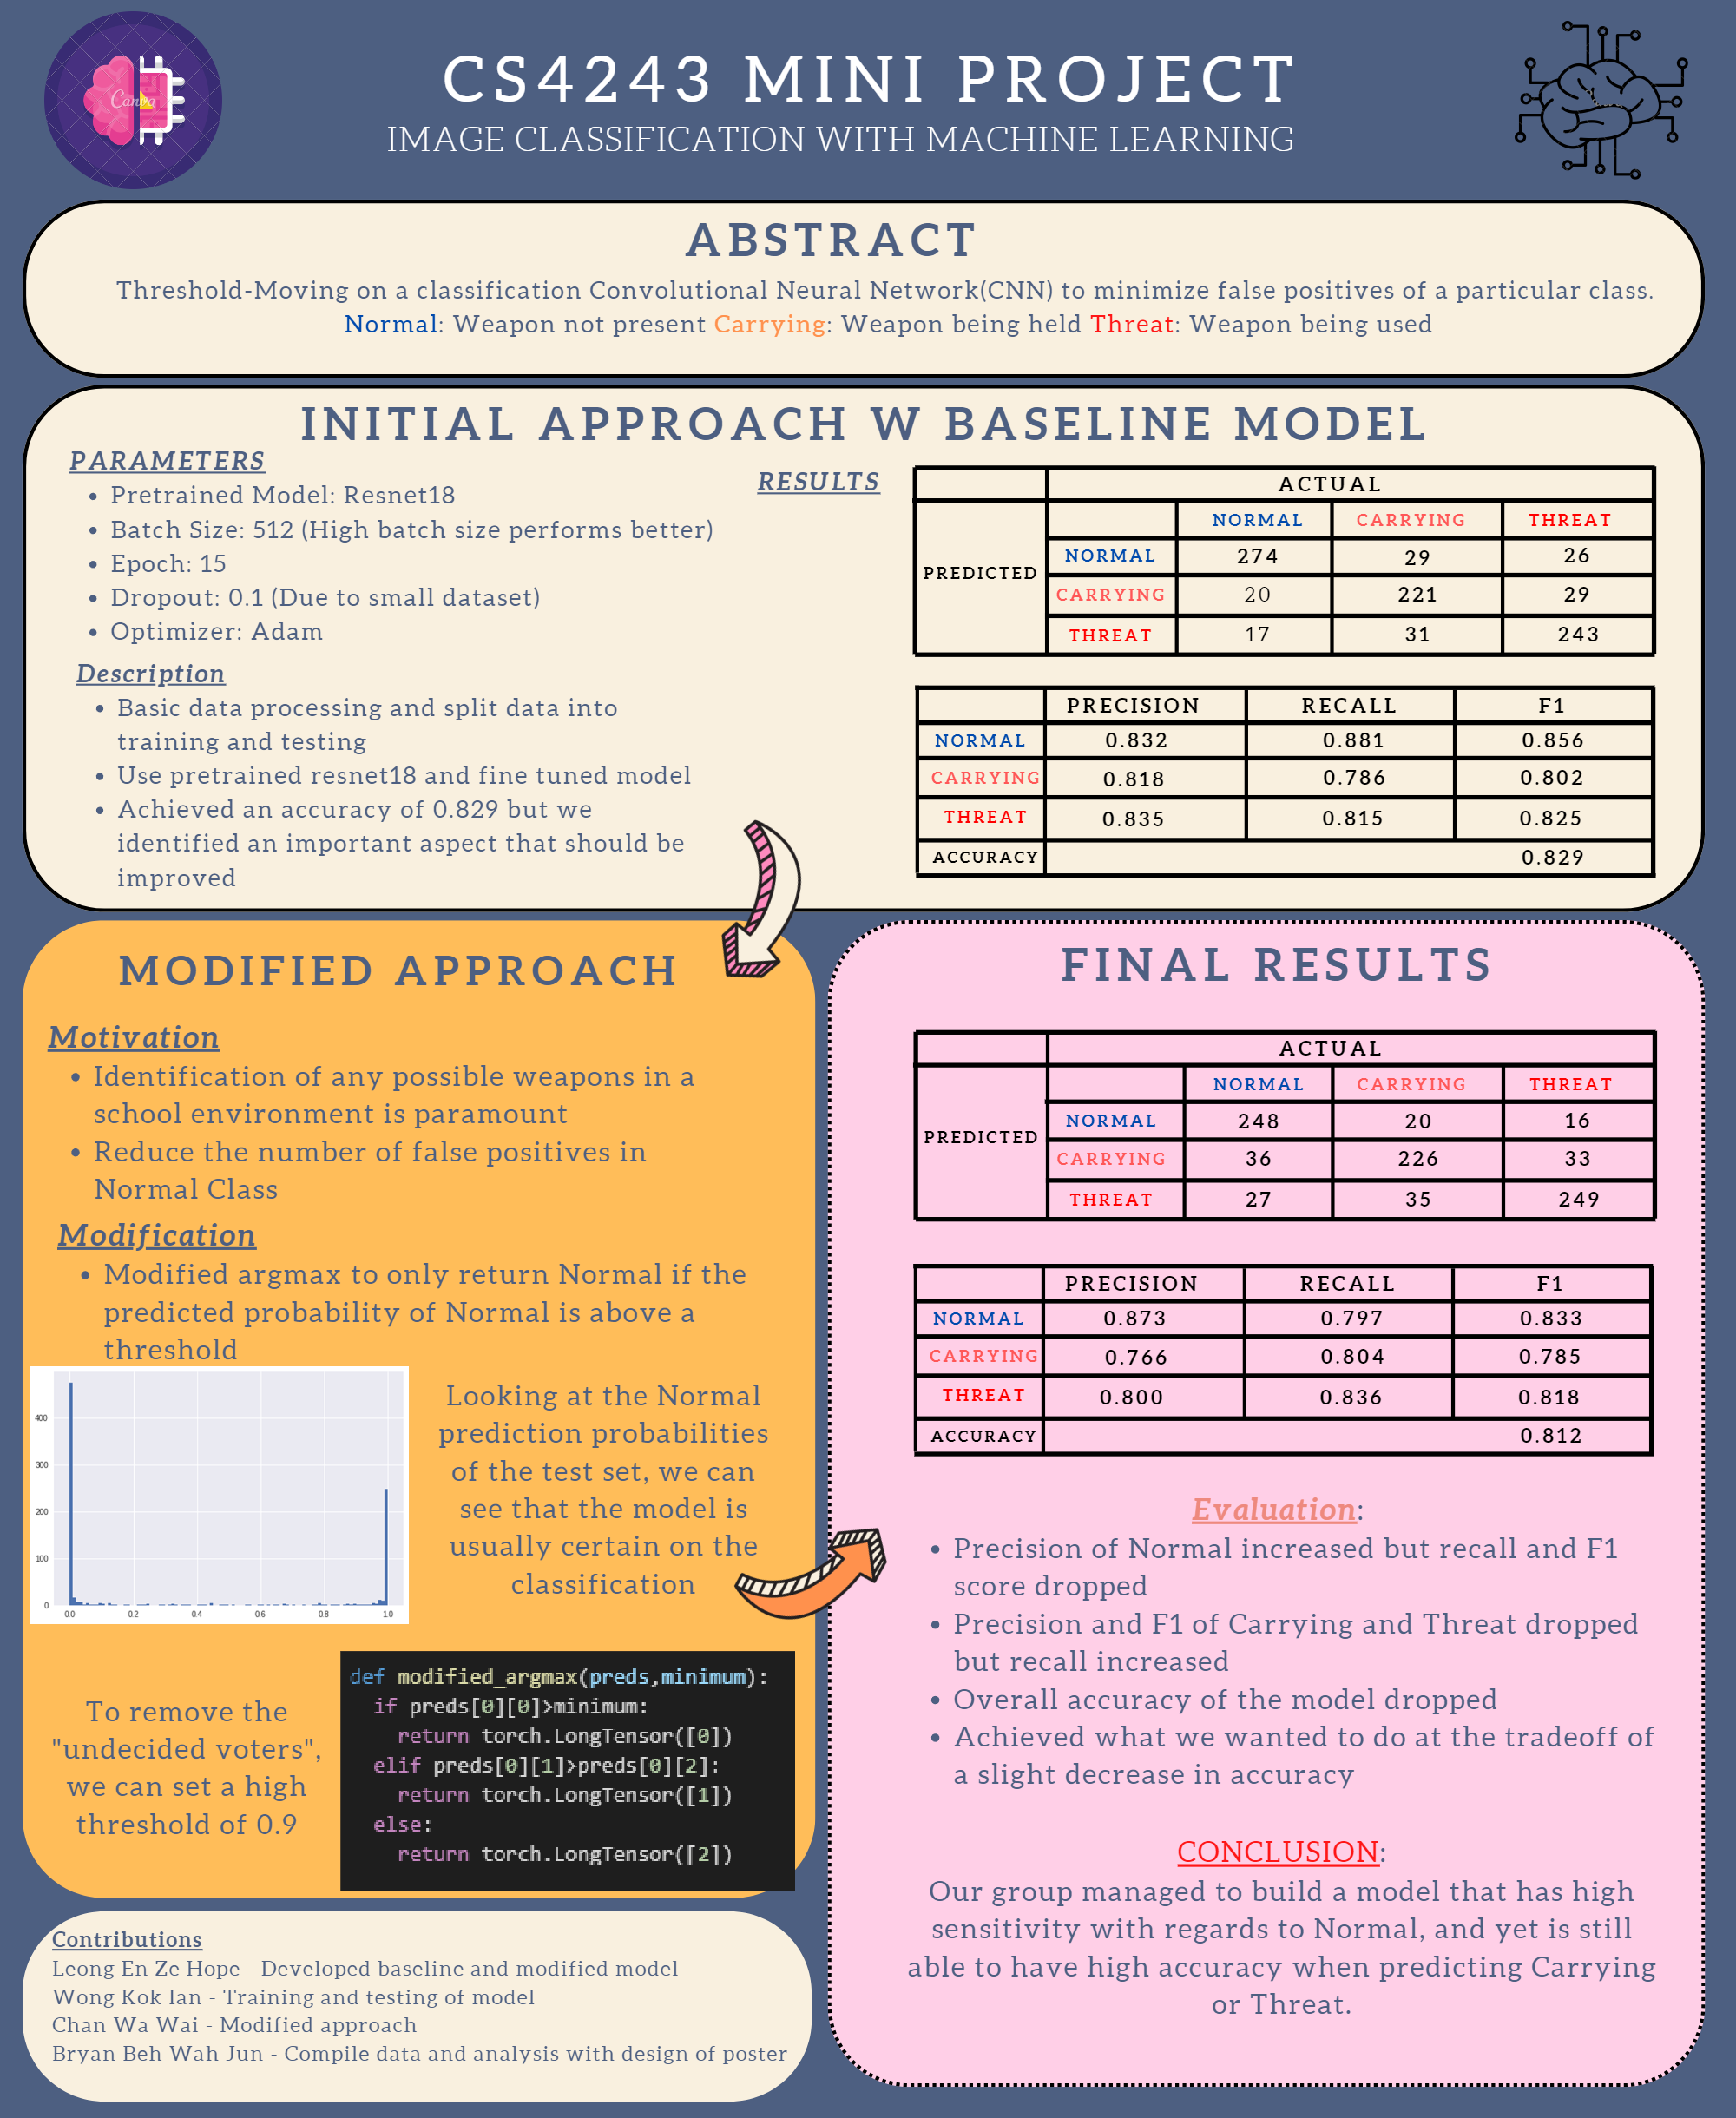 Canva
CS4243 MINI PROJECT
IMAGE CLASSIFICATION WITH MACHINE LEARNING
ABSTRACT
Threshold-Moving on a classification Convolutional Neural Network(CNN) to minimize false positives of a particular class.
Normal: Weapon not present Carrying: Weapon being held Threat: Weapon being used
INITIAL APPROACH W BASELINE MODEL
PARAMETERS
• Pretrained Model: Resnet18
• Batch Size: 512 (High batch size performs better)
• Epoch: 15
• Dropout: 0.1 (Due to small dataset)
• Optimizer: Adam
Description
• Basic data processing and split data into
training and testing
• Use pretrained resnet18 and fine tuned model
• Achieved an accuracy of 0.829 but we
identified an important aspect that should be
improved
RESULTS
ACTUAL
NORMAL CARRYING THREAT
PREDICTED
NORMAL 274 29 26
CARRYING 20 221 29
THREAT 17 31 243
PRECISION RECALL F1
NORMAL 0.832 0.881 0.856
CARRYING 0.818 0.786 0.802
THREAT 0.835 0.815 0.825
ACCURACY 0.829
MODIFIED APPROACH
Motivation
• Identification of any possible weapons in a
school environment is paramount
• Reduce the number of false positives in
Normal Class
Modification
• Modified argmax to only return Normal if the
predicted probability of Normal is above a
threshold
400
300
200
100
0
0.0 0.2 0.4 0.6 0.8 1.0
Looking at the Normal
prediction probabilities
of the test set, we can
see that the model is
usually certain on the
classification
To remove the
"undecided voters",
we can set a high
threshold of 0.9
def modified_argmax(preds,minimum):
if preds[0][0]>minimum:
return torch.LongTensor([0])
elif preds[0][1]>preds[0][2]:
return torch.LongTensor([1])
else:
return torch.LongTensor([2])
Contributions
Leong En Ze Hope - Developed baseline and modified model
Wong Kok Ian - Training and testing of model
Chan Wa Wai - Modified approach
Bryan Beh Wah Jun - Compile data and analysis with design of poster
FINAL RESULTS
ACTUAL
NORMAL CARRYING THREAT
PREDICTED
NORMAL 248 20 16
CARRYING 36 226 33
THREAT 27 35 249
PRECISION RECALL F1
NORMAL 0.873 0.797 0.833
CARRYING 0.766 0.804 0.785
THREAT 0.800 0.836 0.818
ACCURACY 0.812
Evaluation:
• Precision of Normal increased but recall and F1
score dropped
• Precision and F1 of Carrying and Threat dropped
but recall increased
• Overall accuracy of the model dropped
• Achieved what we wanted to do at the tradeoff of
a slight decrease in accuracy
CONCLUSION:
Our group managed to build a model that has high
sensitivity with regards to Normal, and yet is still
able to have high accuracy when predicting Carrying
or Threat.